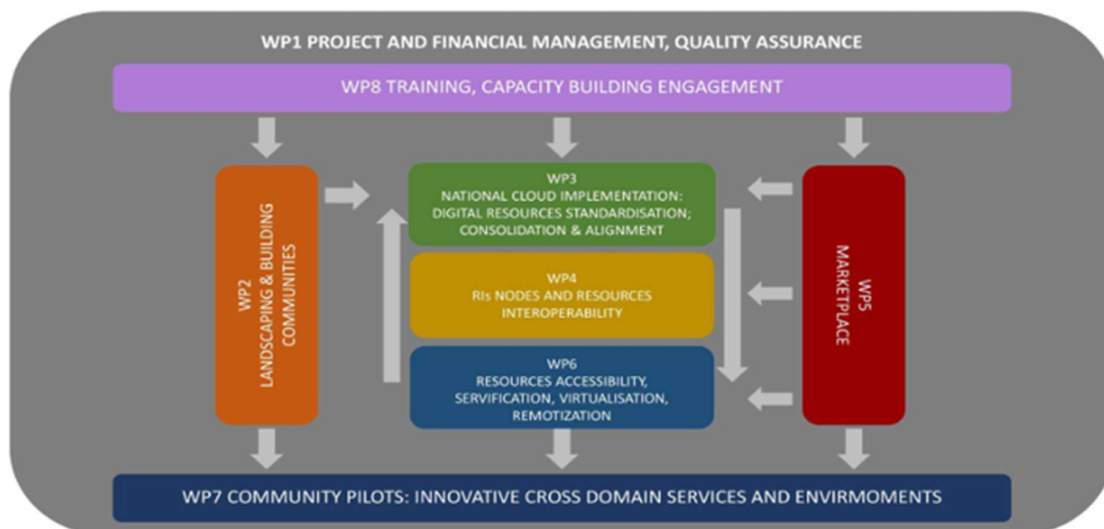 WP1 PROJECT AND FINANCIAL MANAGEMENT, QUALITY ASSURANCE
WP8 TRAINING, CAPACITY BUILDING ENGAGEMENT
WP2
LANDSCAPING & BUILDING
COMMUNITIES
WP3
NATIONAL CLOUD IMPLEMENTATION:
DIGITAL RESOURCES STANDARDISATION;
CONSOLIDATION & ALIGNMENT
WP4
RIs NODES AND RESOURCES
INTEROPERABILITY
WP6
RESOURCES ACCESSIBILITY,
SERVIFICATION, VIRTUALISATION,
REMOTIZATION
WP5
MARKETPLACE
WP7 COMMUNITY PILOTS: INNOVATIVE CROSS DOMAIN SERVICES AND ENVIRMOMENTS